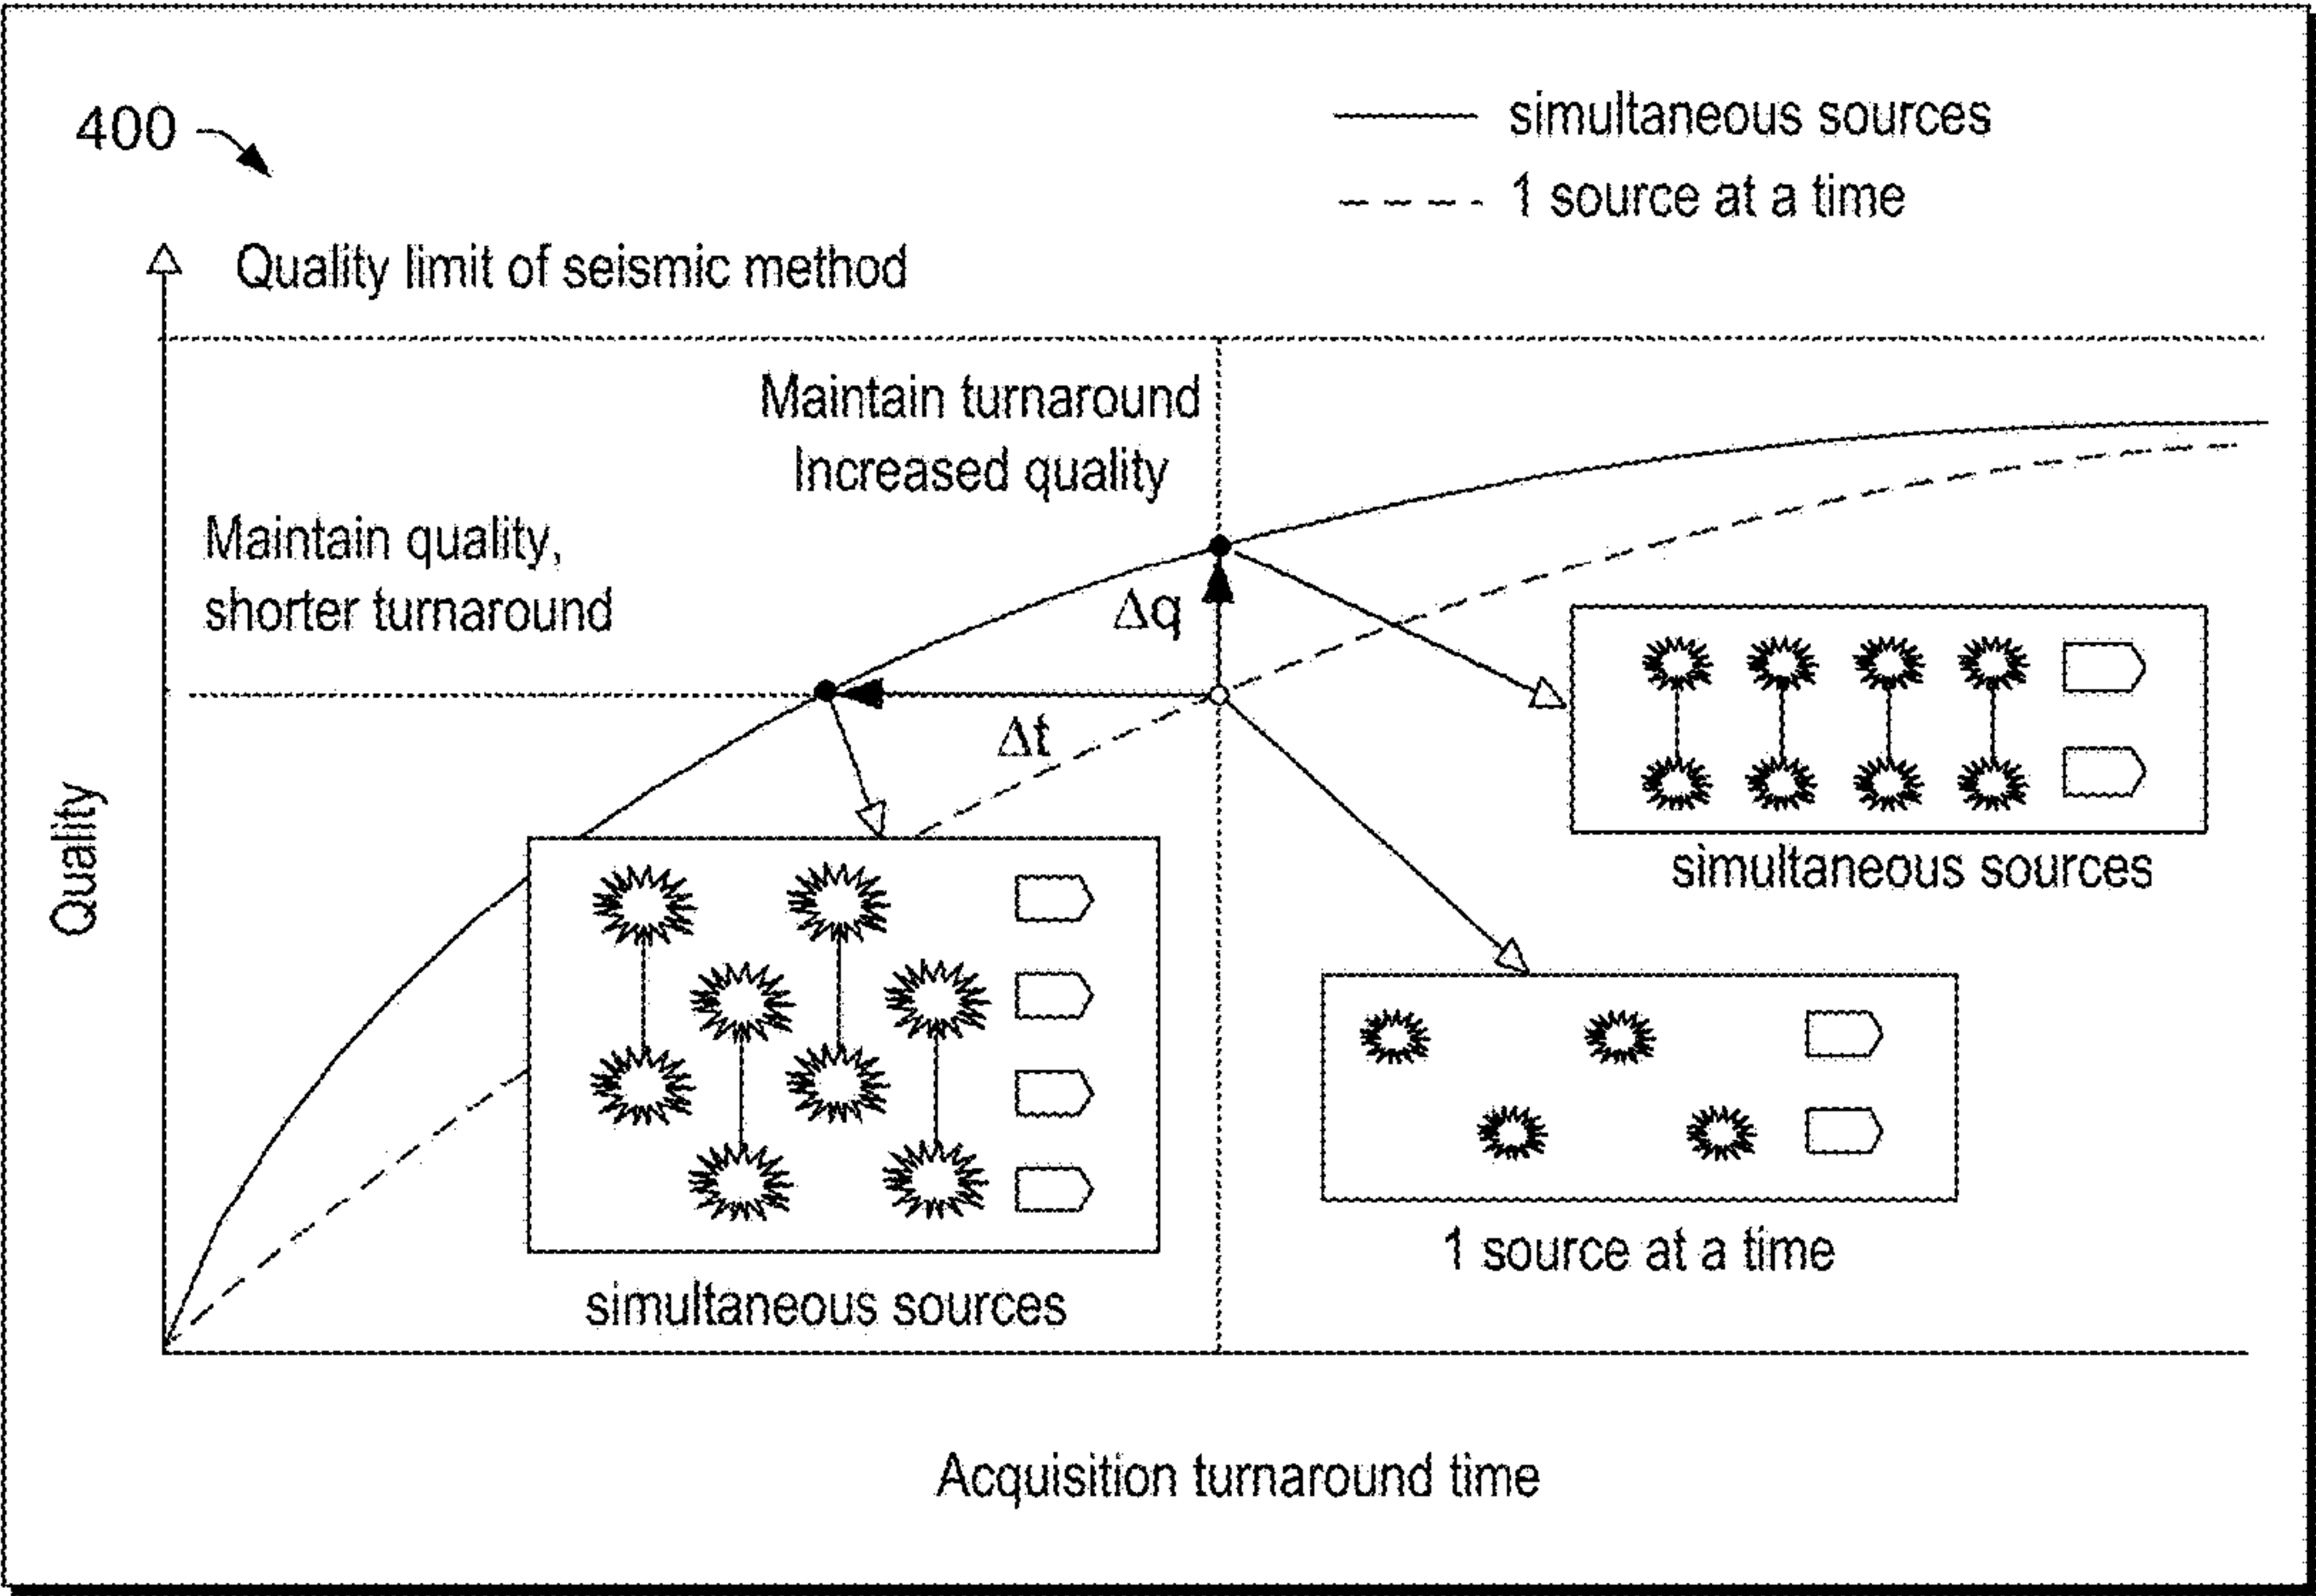 400
simultaneous sources
1 source at a time
Quality limit of seismic method
Maintain turnaround
Increased quality
Maintain quality,
shorter turnaround
Δq
Δt
simultaneous sources
Quality
1 source at a time
simultaneous sources
Acquisition turnaround time